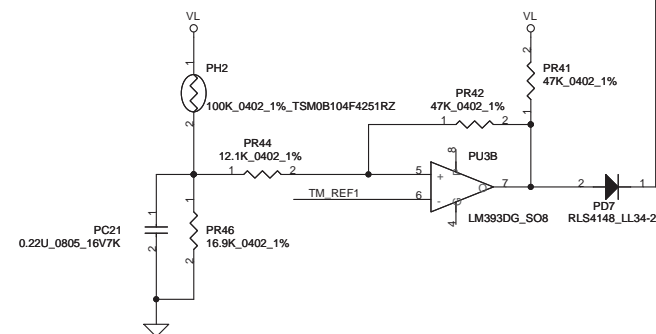 VL
VL
1
2
PH2
PR41
47K_0402_1%
100K_0402_1%_TSM0B104F4251RZ
PR42
47K_0402_1%
2
1
1
2
PR44
12.1K_0402_1%
8
PU3B
1
2
5
+
P
O
7
2
1
TM_REF1
6
-
G
4
LM393DG_SO8
PD7
RLS4148_LL34-2
1
PC21
0.22U_0805_16V7K
2
1
PR46
16.9K_0402_1%
2